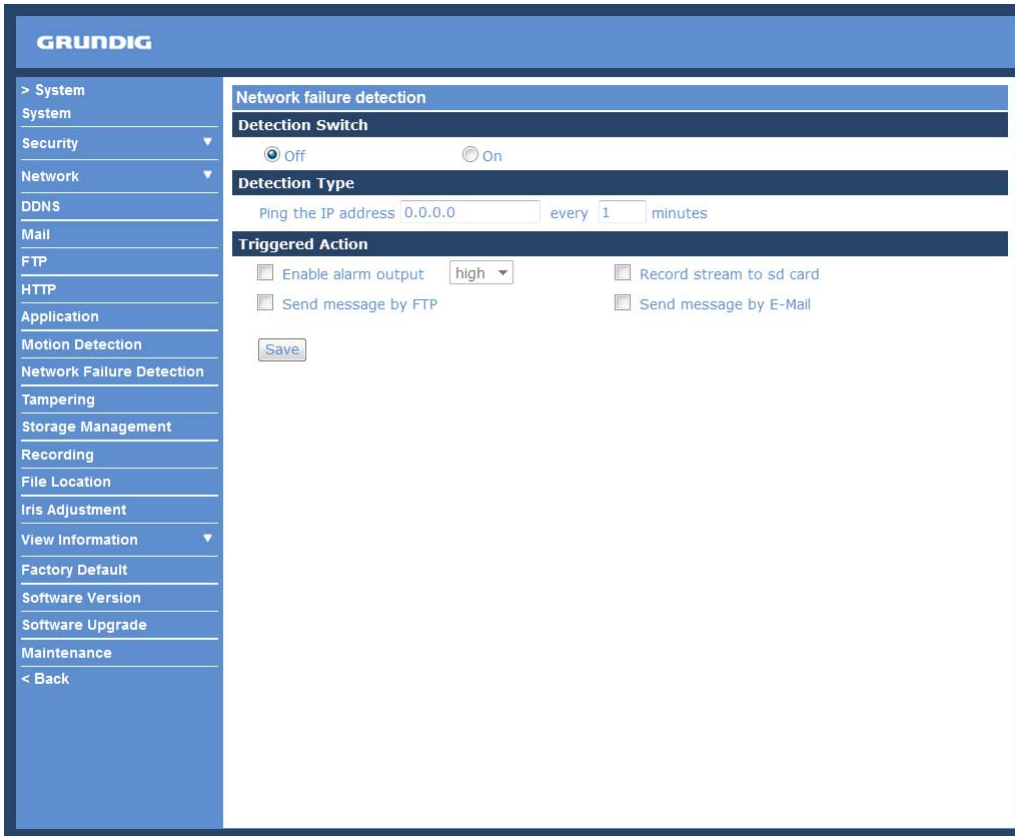 GRUNDIG
> System
System
Security
Network
DDNS
Mail
FTP
HTTP
Application
Motion Detection
Network Failure Detection
Tampering
Storage Management
Recording
File Location
Iris Adjustment
View Information
Factory Default
Software Version
Software Upgrade
Maintenance
< Back
Network failure detection
Detection Switch
Off On
Detection Type
Ping the IP address 0.0.0.0 every 1 minutes
Triggered Action
Enable alarm output high Record stream to sd card
Send message by FTP Send message by E-Mail
Save